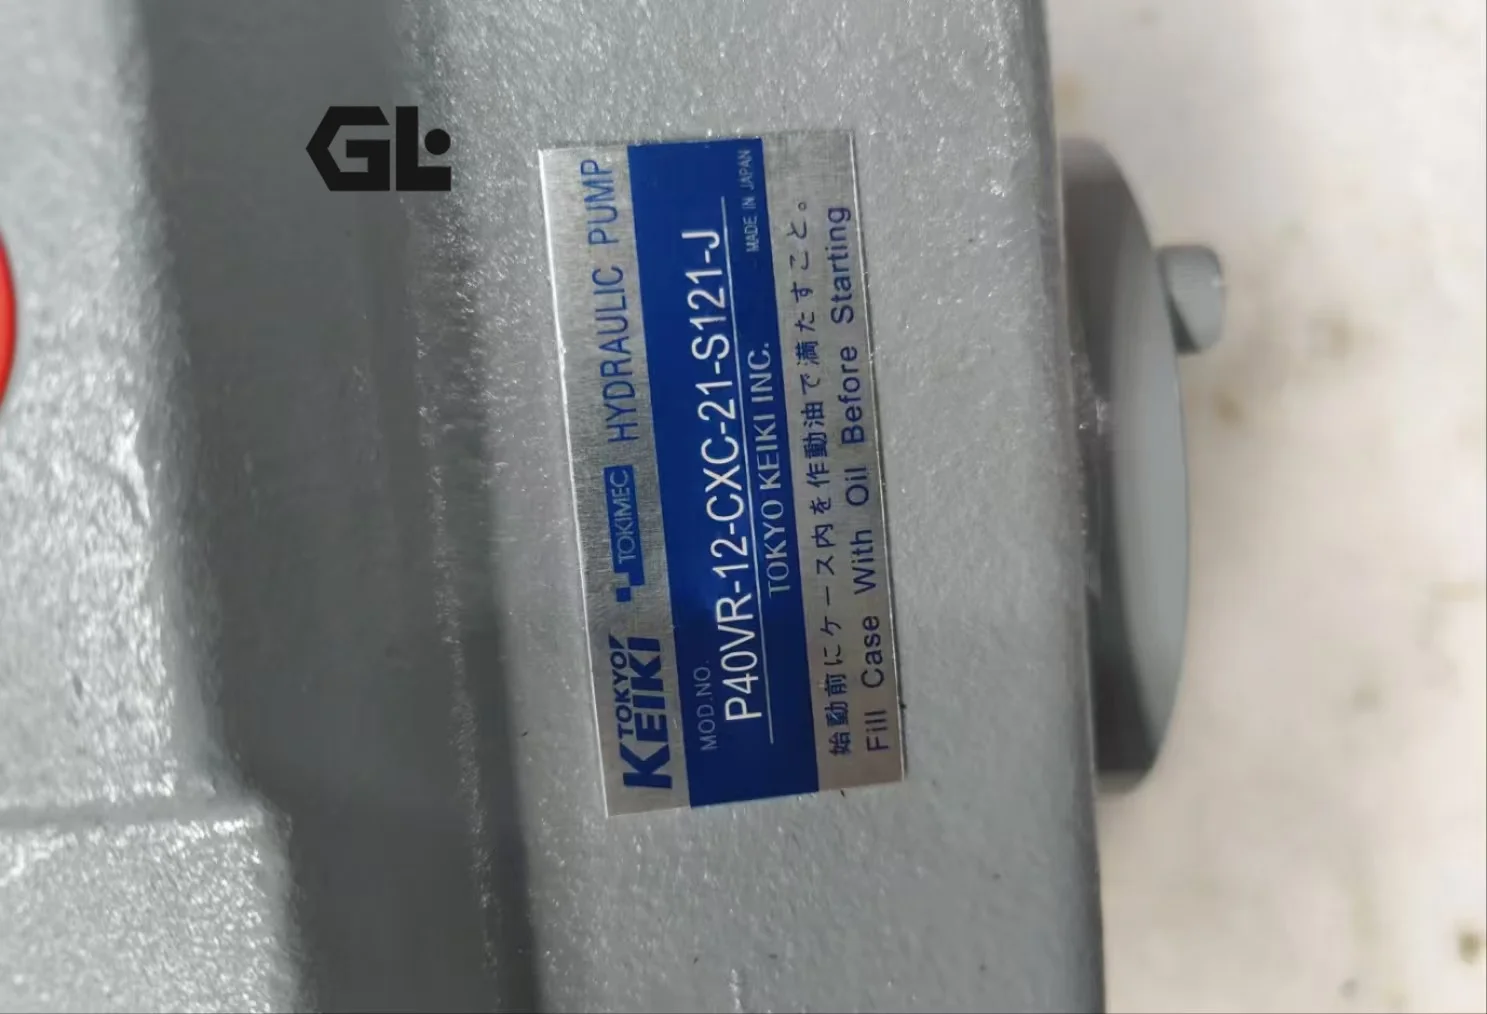 GL
TOKYO KEIKI TOKIMEC HYDRAULIC PUMP
MOD.NO.
P40VR-12-CXC-21-S121-J
TOKYO KEIKI INC. MADE IN JAPAN
始動前にケース内を作動油で満たすこと。
Fill Case With Oil Before Starting